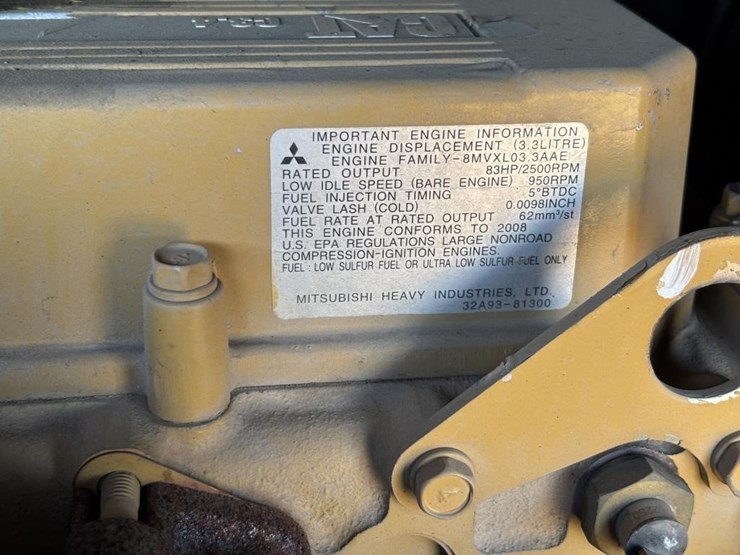 C3.4
CAT
IMPORTANT ENGINE INFORMATION
ENGINE DISPLACEMENT (3.3LITRE)
ENGINE FAMILY-8MVXL03.3AAE
RATED OUTPUT 83HP/2500RPM
LOW IDLE SPEED (BARE ENGINE) 950RPM
FUEL INJECTION TIMING 5°BTDC
VALVE LASH (COLD) 0.0098INCH
FUEL RATE AT RATED OUTPUT 62mm³/st
THIS ENGINE CONFORMS TO 2008
U.S. EPA REGULATIONS LARGE NONROAD
COMPRESSION-IGNITION ENGINES.
FUEL : LOW SULFUR FUEL OR ULTRA LOW SULFUR FUEL ONLY
MITSUBISHI HEAVY INDUSTRIES, LTD.
32A93-81300